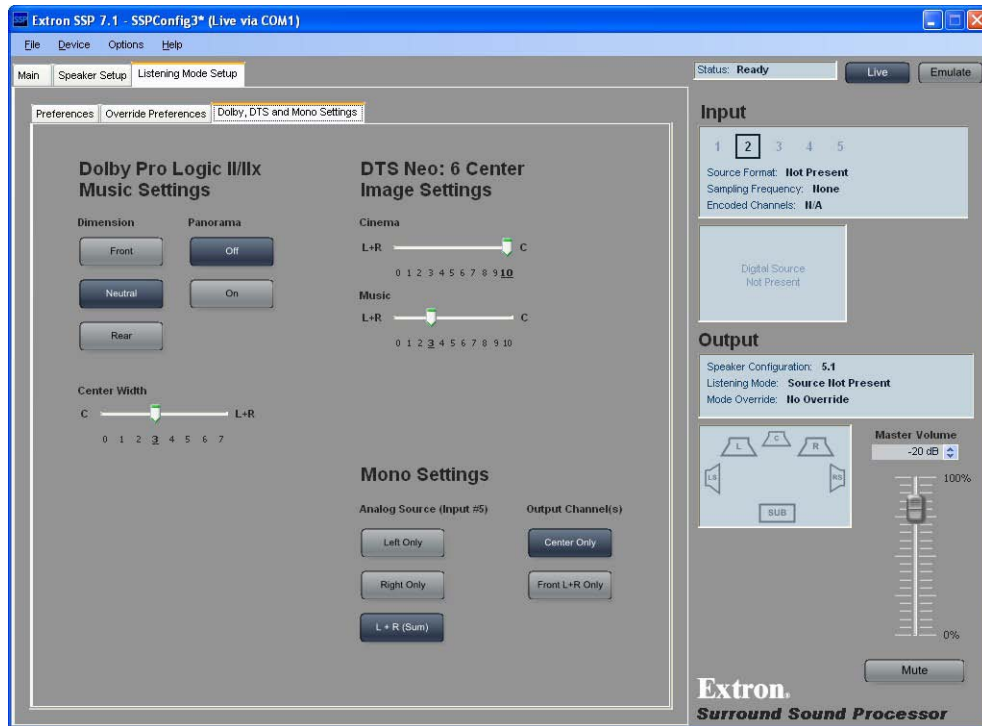 SSP Extron SSP 7.1 - SSPConfig3* (Live via COM1)
File Device Options Help
Main Speaker Setup Listening Mode Setup
Status: Ready Live Emulate
Preferences Override Preferences Dolby, DTS and Mono Settings
Dolby Pro Logic II/IIx
Music Settings
Dimension Panorama
Front Off
Neutral On
Rear
Center Width
C L+R
0 1 2 3 4 5 6 7
DTS Neo: 6 Center
Image Settings
Cinema
L+R C
0 1 2 3 4 5 6 7 8 9 10
Music
L+R C
0 1 2 3 4 5 6 7 8 9 10
Mono Settings
Analog Source (Input #5) Output Channel(s)
Left Only Center Only
Right Only Front L+R Only
L + R (Sum)
Input
1 2 3 4 5
Source Format: Not Present
Sampling Frequency: None
Encoded Channels: N/A
Digital Source
Not Present
Output
Speaker Configuration: 5.1
Listening Mode: Source Not Present
Mode Override: No Override
L C R
LS RS
SUB
Master Volume
-20 dB
100%
0%
Mute
Extron.
Surround Sound Processor